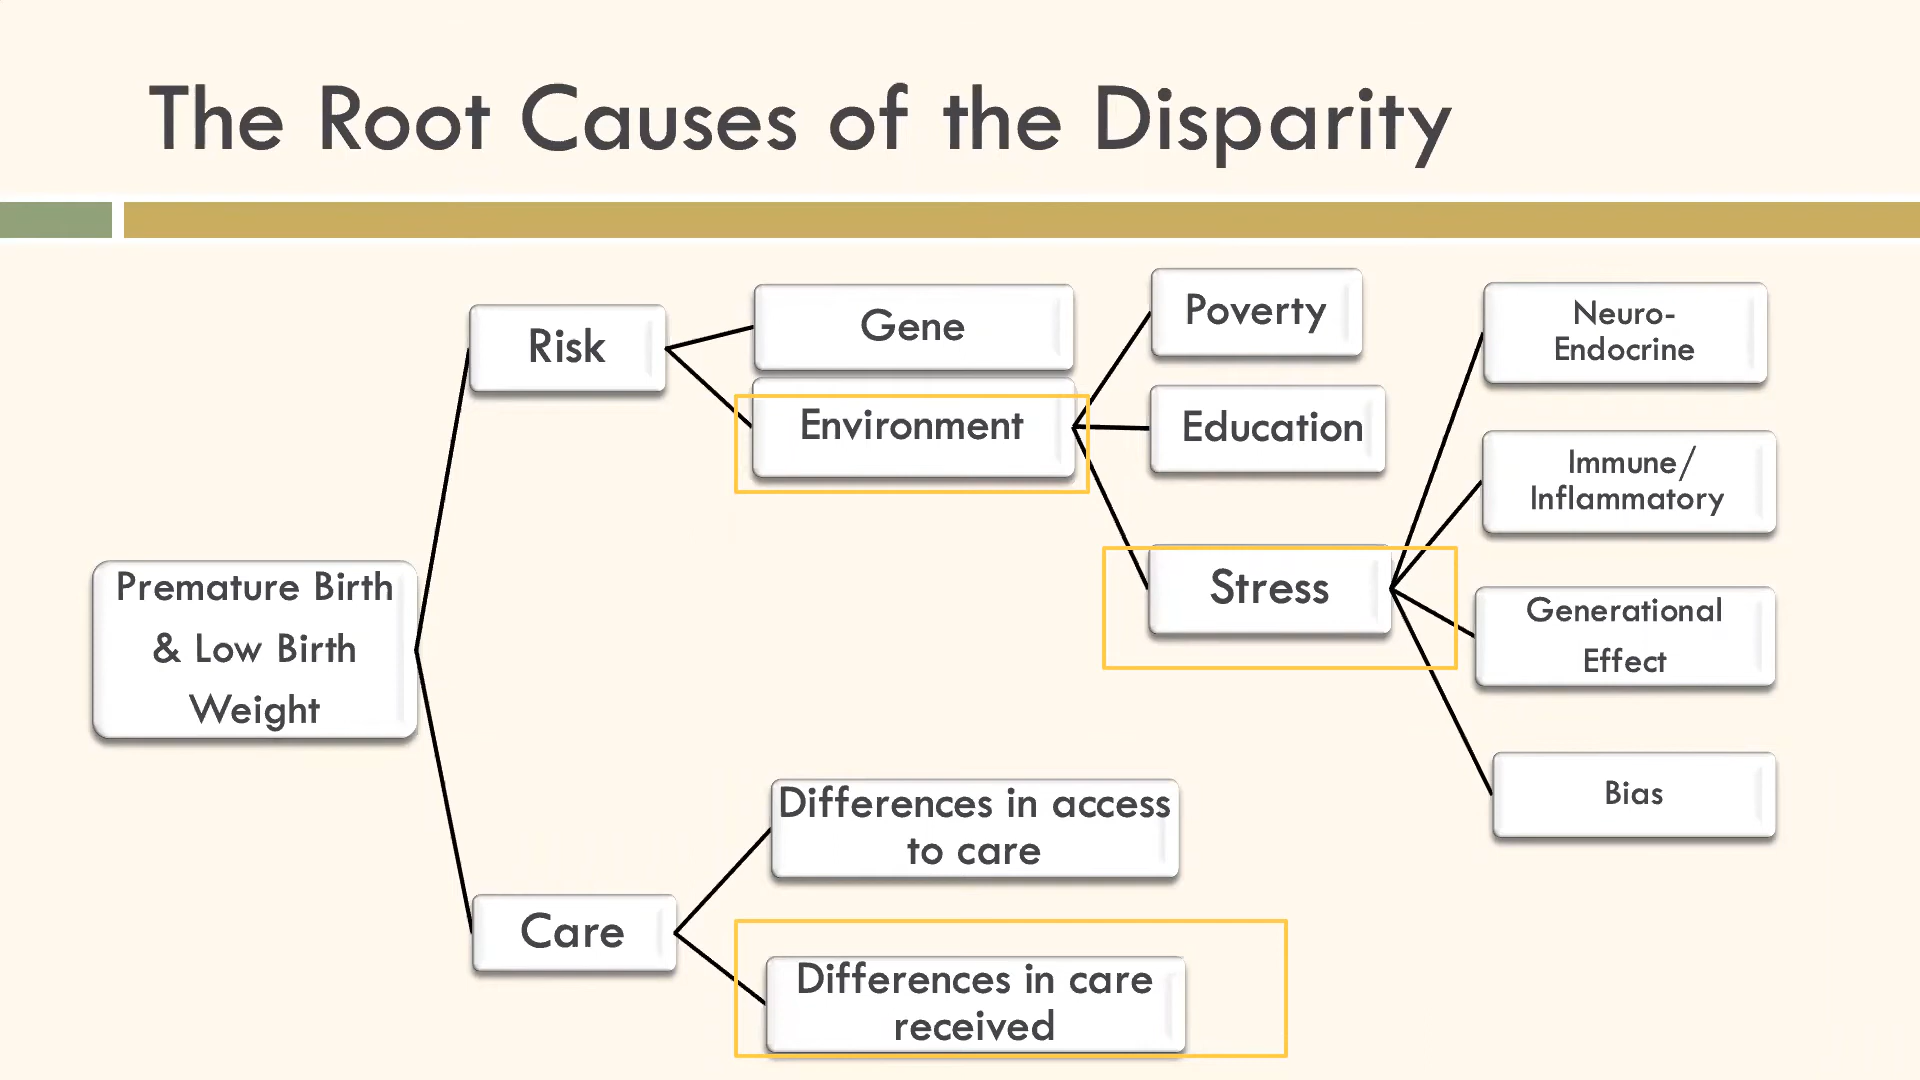 The Root Causes of the Disparity
Risk
Gene
Environment
Poverty
Education
Stress
Neuro-
Endocrine
Immune/
Inflammatory
Generational
Effect
Bias
Premature Birth
& Low Birth
Weight
Care
Differences in access
to care
Differences in care
received